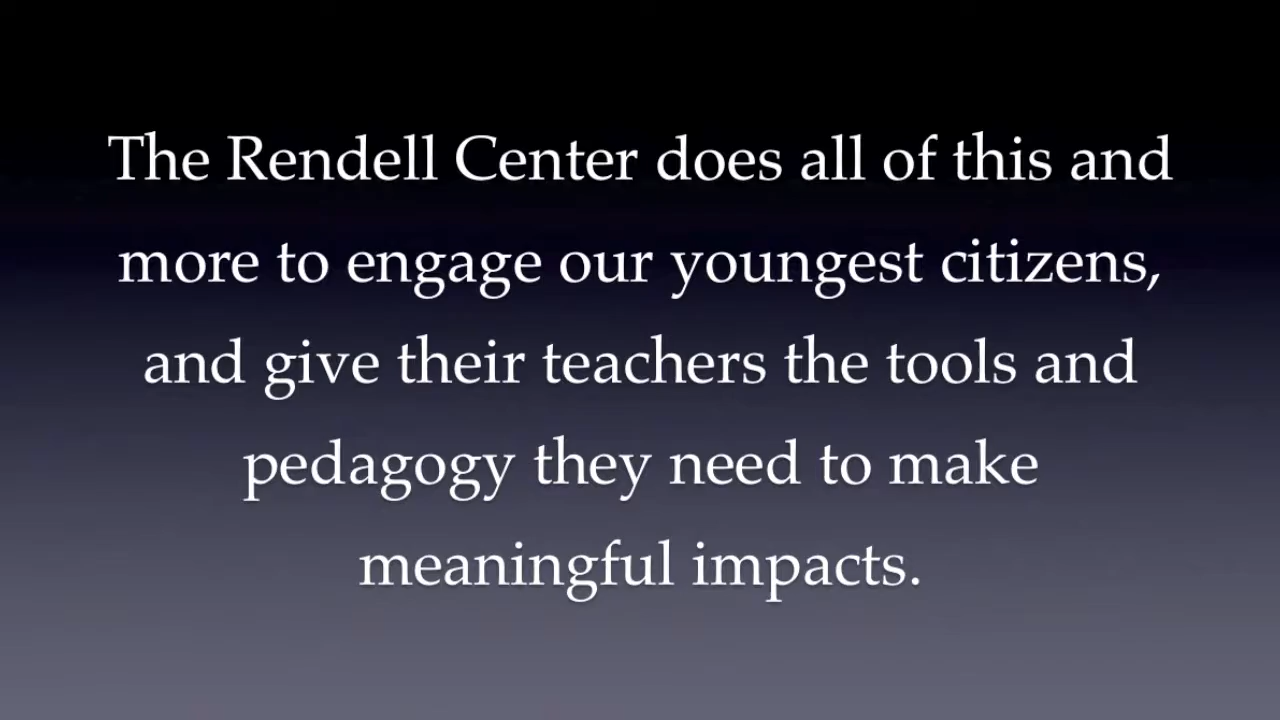 The Rendell Center does all of this and
more to engage our youngest citizens,
and give their teachers the tools and
pedagogy they need to make
meaningful impacts.